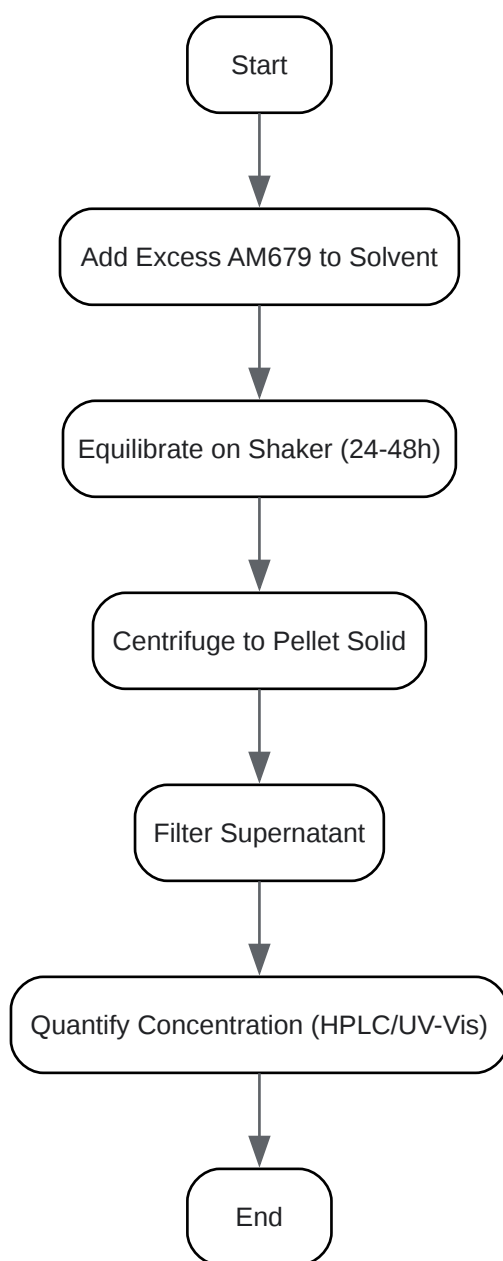 Start
Add Excess AM679 to Solvent
Equilibrate on Shaker (24-48h)
Centrifuge to Pellet Solid
Filter Supernatant
Quantify Concentration (HPLC/UV-Vis)
End